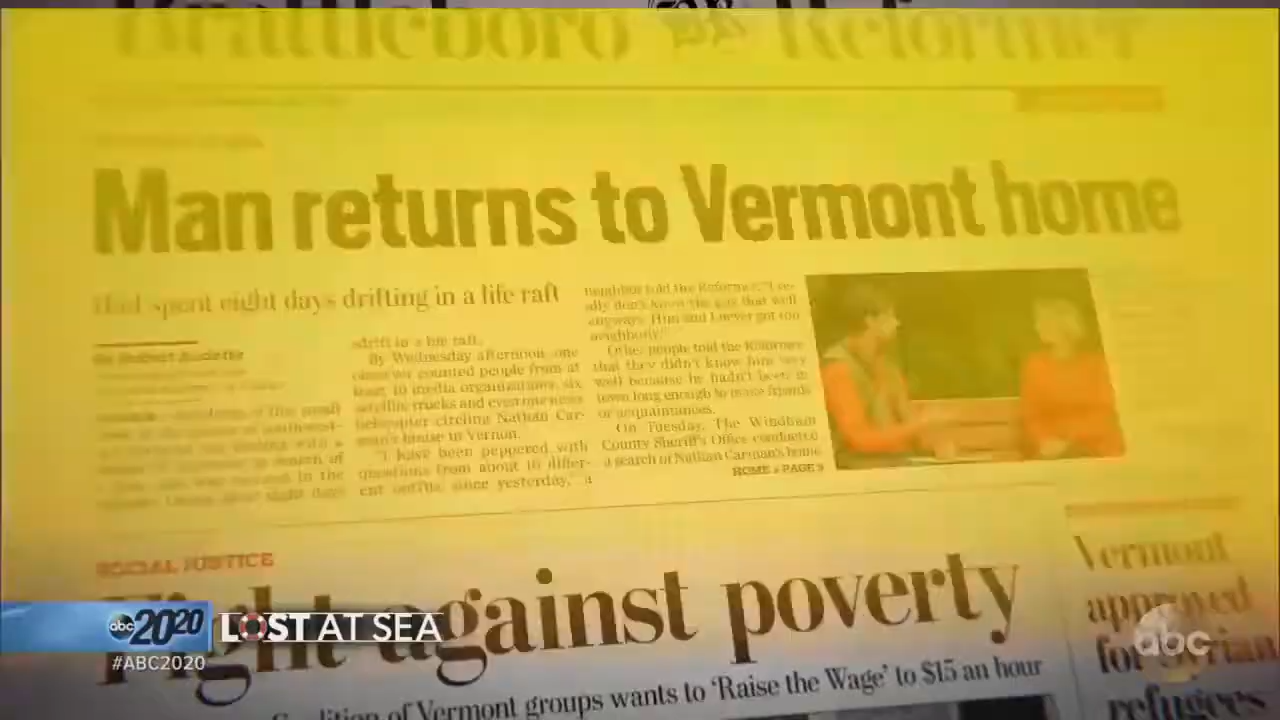 Brattleboro Reformer
Man returns to Vermont home
Had spent eight days drifting in a life raft
adrift in a life raft.
By Wednesday afternoon, one
observer counted people from at
least 10 media organizations, six
satellite trucks and even one news
helicopter circling Nathan Car-
man's house in Vernon.
"I have been peppered with
questions from about 10 differ-
ent outfits since yesterday," a
neighbor told the Reformer. "I re-
ally don't know the guy that well
anyways. Him and I never got too
neighborly."
Other people told the Reformer
that they didn't know him very
well because he hadn't been in
town long enough to make friends
or acquaintances.
On Tuesday, The Windham
County Sheriff's Office conducted
a search of Nathan Carman's home
HOME » PAGE 9
SOCIAL JUSTICE
Fight against poverty
Coalition of Vermont groups wants to 'Raise the Wage' to $15 an hour
Vermont
approved
for Syrian
refugees
abc 2020
LOST AT SEA
#ABC2020
abc